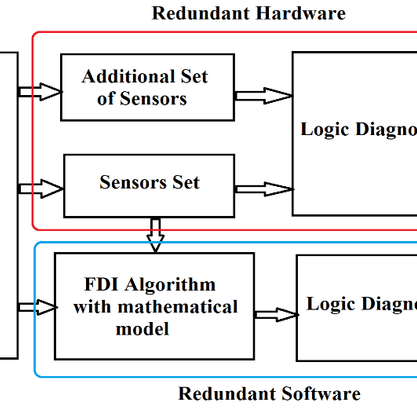 Redundant Hardware
Additional Set
of Sensors
Logic Diagno
Sensors Set
FDI Algorithm
with mathematical
model
Logic Diagno
Redundant Software